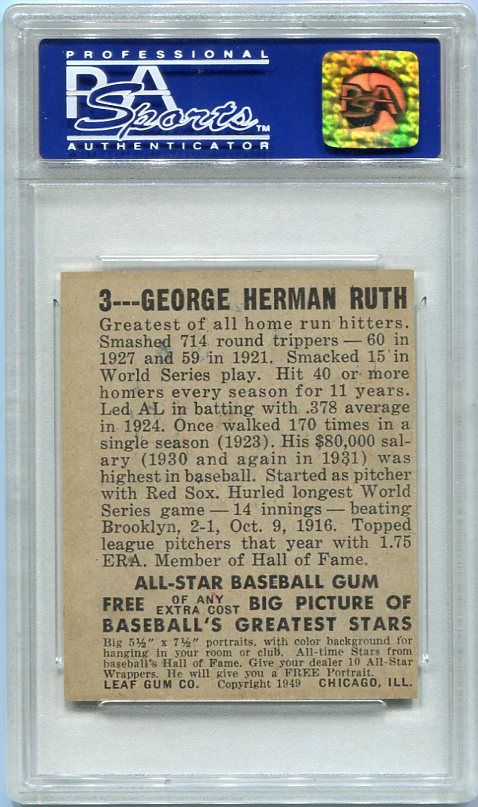 PROFESSIONAL
PSA
Sports™
AUTHENTICATOR
PSA
3---GEORGE HERMAN RUTH
Greatest of all home run hitters.
Smashed 714 round trippers — 60 in
1927 and 59 in 1921. Smacked 15 in
World Series play. Hit 40 or more
homers every season for 11 years.
Led AL in batting with .378 average
in 1924. Once walked 170 times in a
single season (1923). His $80,000 sal-
ary (1930 and again in 1931) was
highest in baseball. Started as pitcher
with Red Sox. Hurled longest World
Series game — 14 innings — beating
Brooklyn, 2-1, Oct. 9, 1916. Topped
league pitchers that year with 1.75
ERA. Member of Hall of Fame.
ALL-STAR BASEBALL GUM
FREE OF ANY EXTRA COST BIG PICTURE OF
BASEBALL'S GREATEST STARS
Big 5½" x 7½" portraits, with color background for
hanging in your room or club. All-time Stars from
baseball's Hall of Fame. Give your dealer 10 All-Star
Wrappers. He will give you a FREE Portrait.
LEAF GUM CO. Copyright 1949 CHICAGO, ILL.